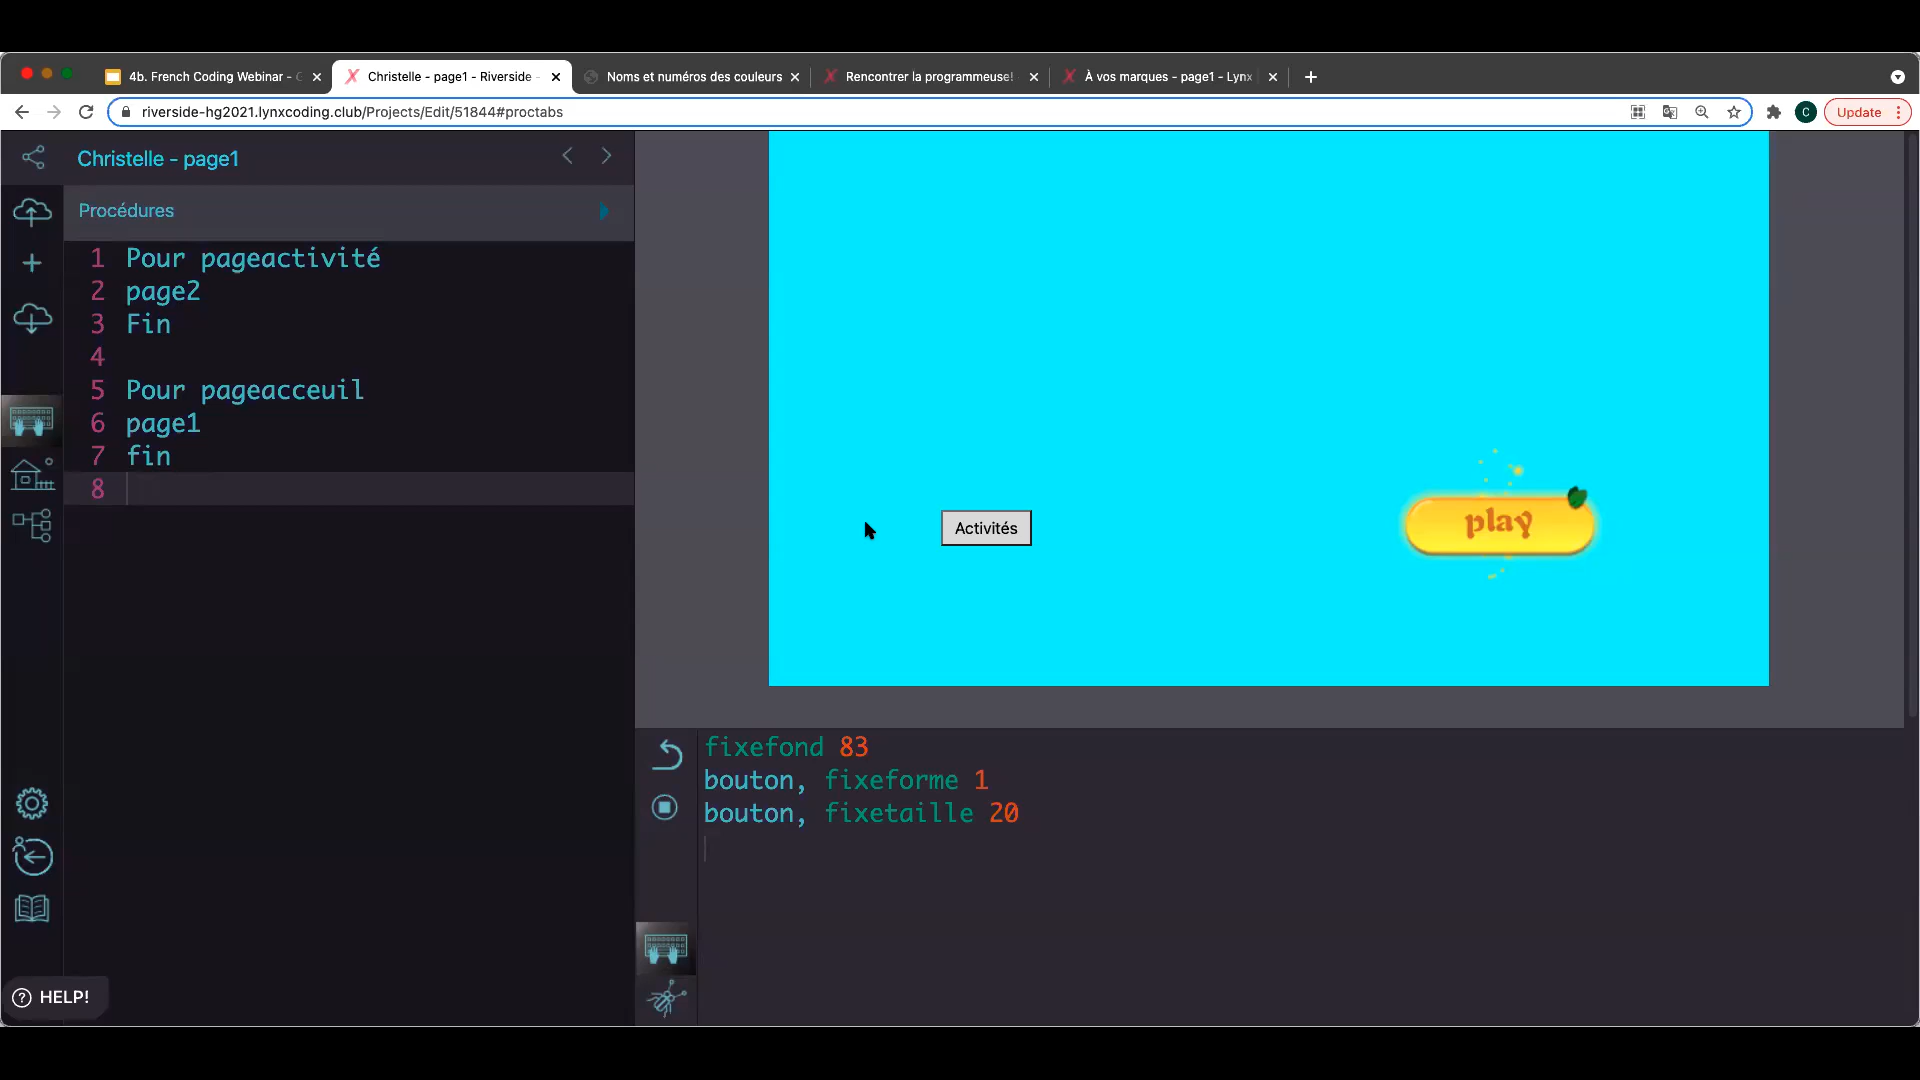 4b. French Coding Webinar - 
Christelle - page1 - Riverside -
Noms et numéros des couleurs
Rencontrer la programmeuse!
À vos marques - page1 - Lynx
riverside-hg2021.lynxcoding.club/Projects/Edit/51844#proctabs
C
Update
Christelle - page1
Procédures
1 Pour pageactivité
2 page2
3 Fin
4
5 Pour pageacceuil
6 page1
7 fin
8
Activités
play
fixefond 83
bouton, fixeforme 1
bouton, fixetaille 20
? HELP!